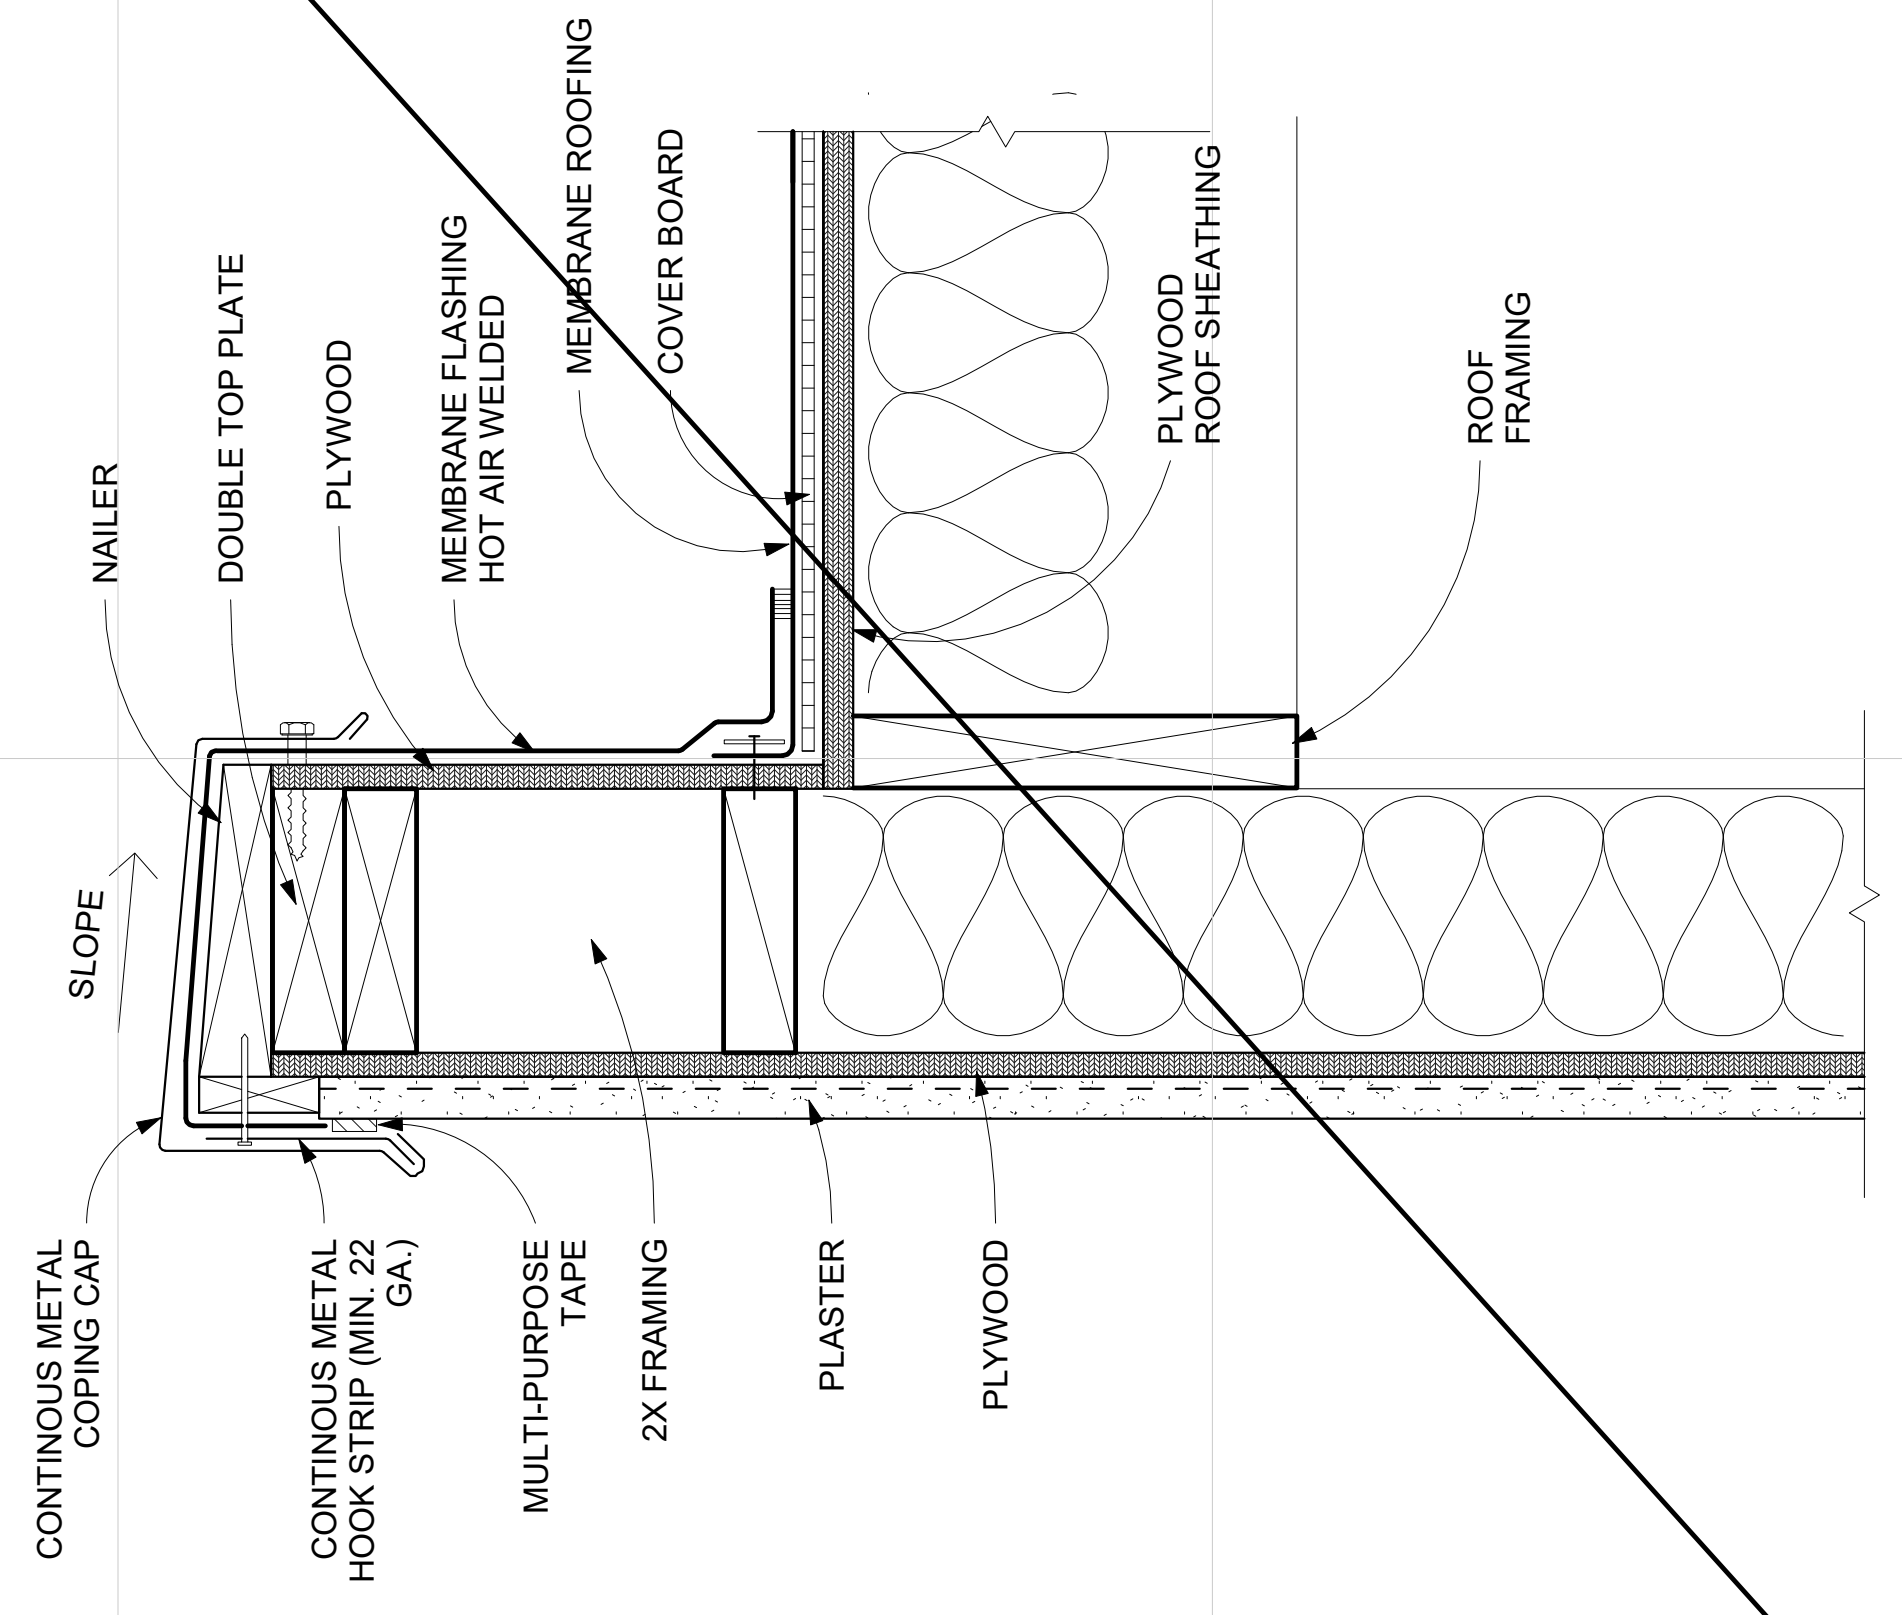 NAILER
DOUBLE TOP PLATE
PLYWOOD
MEMBRANE FLASHING
HOT AIR WELDED
MEMBRANE ROOFING
COVER BOARD
PLYWOOD
ROOF SHEATHING
ROOF
FRAMING
SLOPE
CONTINOUS METAL
COPING CAP
CONTINOUS METAL
HOOK STRIP (MIN. 22
GA.)
MULTI-PURPOSE
TAPE
2X FRAMING
PLASTER
PLYWOOD